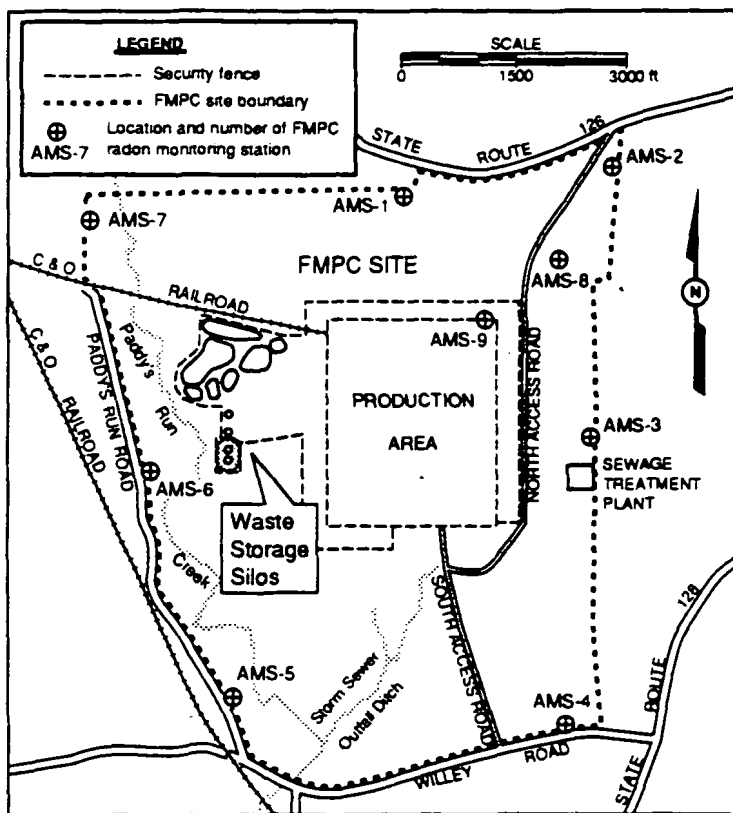 LEGEND
Security fence
FMPC site boundary
Location and number of FMPC
radon monitoring station
AMS-7
SCALE
0 1500 3000 ft
STATE ROUTE 126
AMS-2
AMS-1
AMS-7
FMPC SITE
AMS-8
C & O RAILROAD
N
C & O RAILROAD
PADDY'S RUN ROAD
Paddy's Run Creek
AMS-9
PRODUCTION
AREA
NORTH ACCESS ROAD
AMS-3
SEWAGE
TREATMENT
PLANT
AMS-6
Waste
Storage
Silos
SOUTH ACCESS ROAD
Storm Sewer
Outfall Ditch
AMS-5
AMS-4
WILLEY ROAD
STATE ROUTE 128